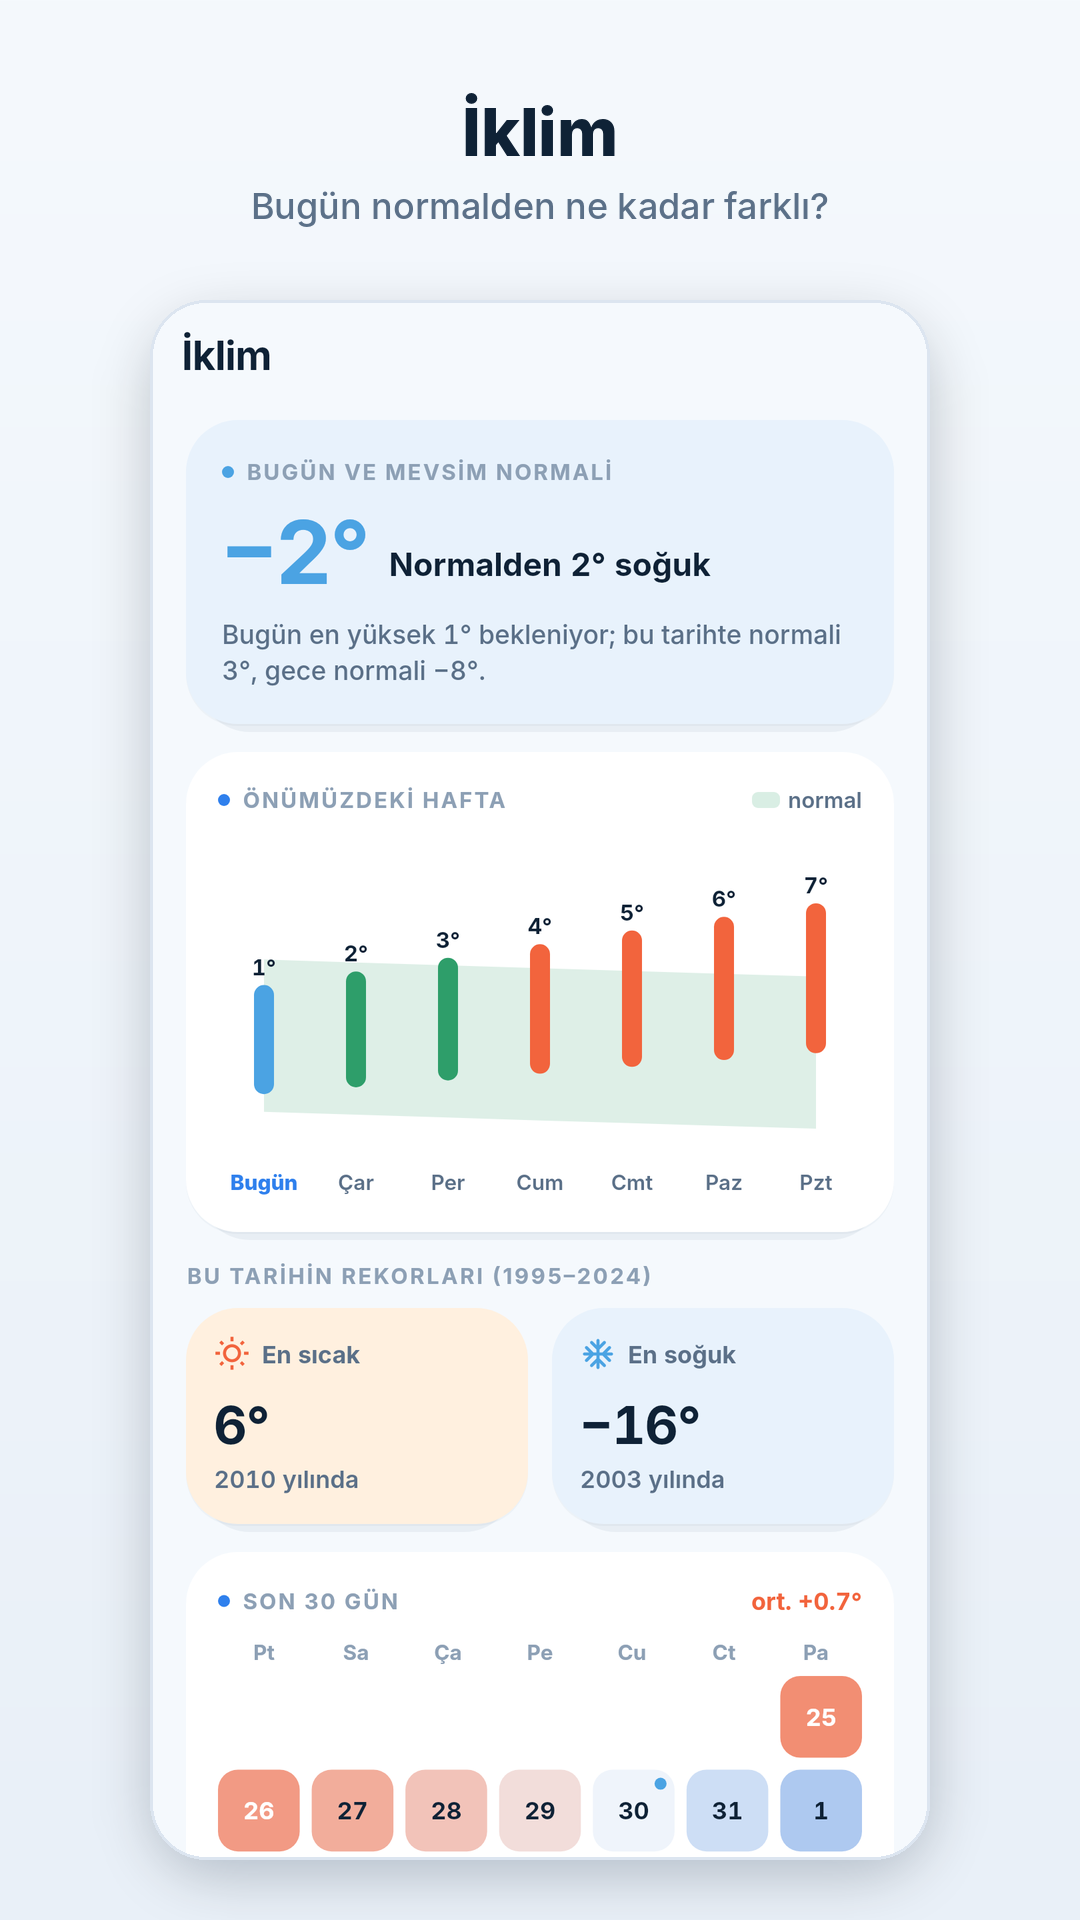 İklim
Bugün normalden ne kadar farklı?
İklim
BUGÜN VE MEVSİM NORMALİ
−2° Normalden 2° soğuk
Bugün en yüksek 1° bekleniyor; bu tarihte normali
3°, gece normali −8°.
ÖNÜMÜZDEKİ HAFTA normal
1° 2° 3° 4° 5° 6° 7°
Bugün Çar Per Cum Cmt Paz Pzt
BU TARİHİN REKORLARI (1995–2024)
En sıcak
6°
2010 yılında
En soğuk
−16°
2003 yılında
SON 30 GÜN ort. +0.7°
Pt Sa Ça Pe Cu Ct Pa
25
26 27 28 29 30 31 1